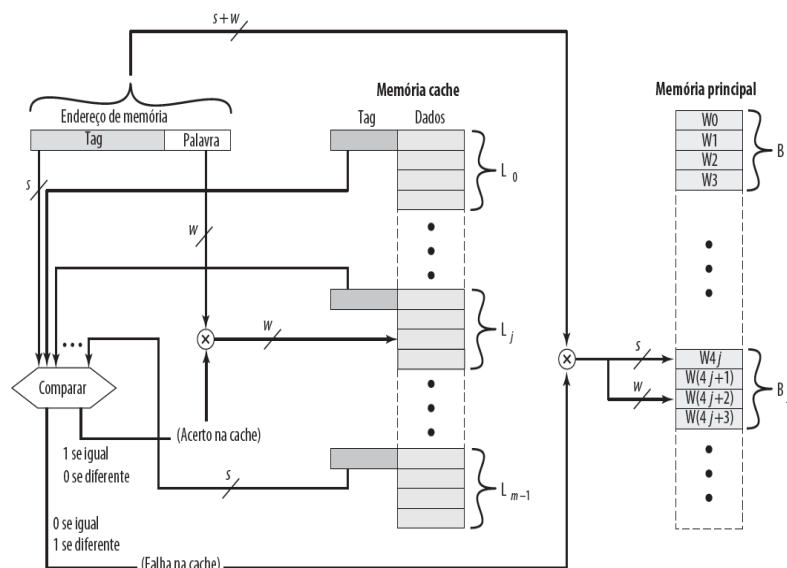 s+w
Memória cache
Memória principal
Endereço de memória
Tag
Palavra
Tag
Dados
W0
W1
W2
W3
B
L 0
s
w
w
L j
s
w
W4j
W(4j+1)
W(4j+2)
W(4j+3)
B
Comparar
(Acerto na cache)
1 se igual
0 se diferente
s
L m–1
0 se igual
1 se diferente
(Falha na cache)